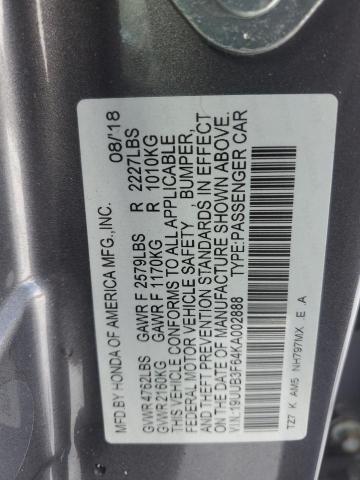 MFD.BY HONDA OF AMERICA MFG.,INC. 08/'18
GVWR 4762LBS GAWR F 2579LBS R 2227LBS
GVWR 2160KG GAWR F 1170KG R 1010KG
THIS VEHICLE CONFORMS TO ALL APPLICABLE
FEDERAL MOTOR VEHICLE SAFETY , BUMPER,
AND THEFT PREVENTION STANDARDS IN EFFECT
ON THE DATE OF MANUFACTURE SHOWN ABOVE.
V.I.N.:19UUB3F64KA002888 TYPE:PASSENGER CAR
TZ7 K AM5 NH797MX .E .A